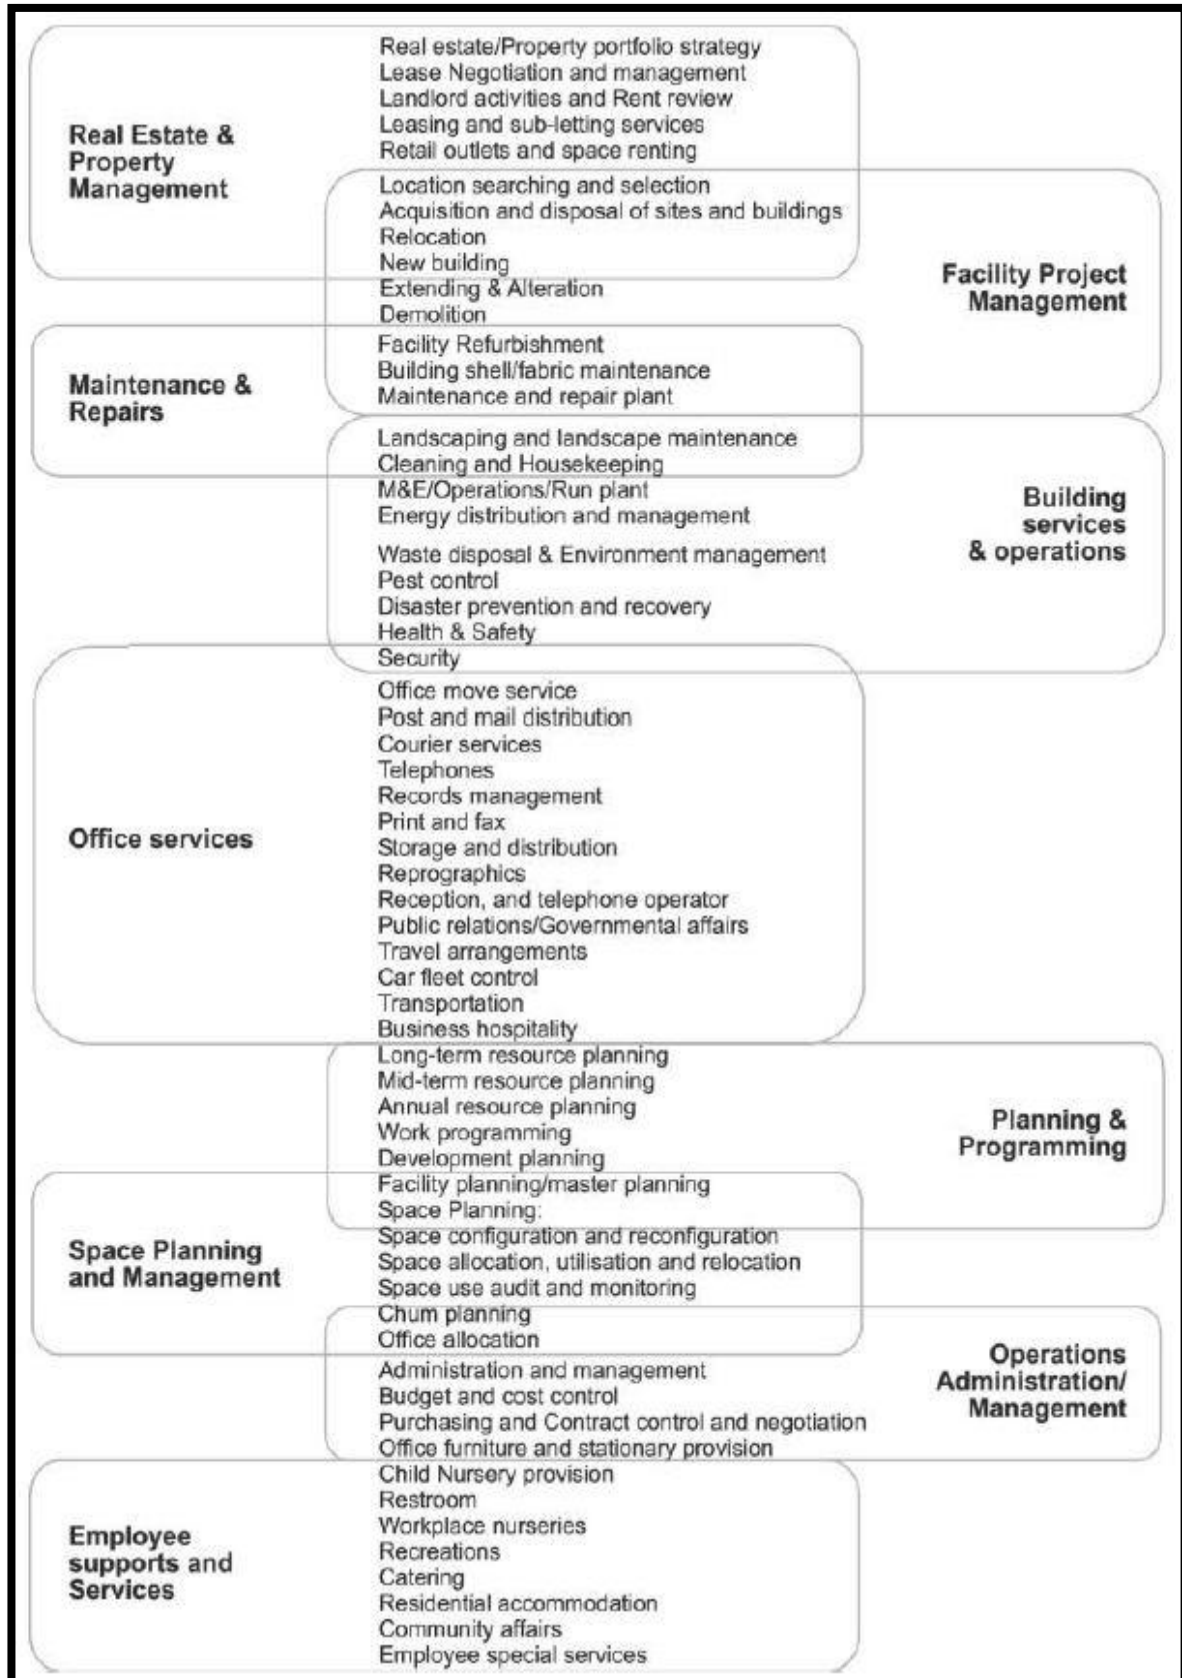 Real estate/Property portfolio strategy
Lease Negotiation and management
Landlord activities and Rent review
Leasing and sub-letting services
Retail outlets and space renting
Real Estate &
Property
Management
Location searching and selection
Acquisition and disposal of sites and buildings
Relocation
New building
Extending & Alteration
Demolition
Facility Project
Management
Facility Refurbishment
Building shell/fabric maintenance
Maintenance and repair plant
Maintenance &
Repairs
Landscaping and landscape maintenance
Cleaning and Housekeeping
M&E/Operations/Run plant
Energy distribution and management
Waste disposal & Environment management
Pest control
Disaster prevention and recovery
Health & Safety
Security
Building
services
& operations
Office move service
Post and mail distribution
Courier services
Telephones
Records management
Print and fax
Storage and distribution
Reprographics
Reception, and telephone operator
Public relations/Governmental affairs
Travel arrangements
Car fleet control
Transportation
Business hospitality
Office services
Long-term resource planning
Mid-term resource planning
Annual resource planning
Work programming
Development planning
Facility planning/master planning
Space Planning:
Planning &
Programming
Space configuration and reconfiguration
Space allocation, utilisation and relocation
Space use audit and monitoring
Chum planning
Office allocation
Space Planning
and Management
Administration and management
Budget and cost control
Purchasing and Contract control and negotiation
Office furniture and stationary provision
Operations
Administration/
Management
Child Nursery provision
Restroom
Workplace nurseries
Recreations
Catering
Residential accommodation
Community affairs
Employee special services
Employee
supports and
Services